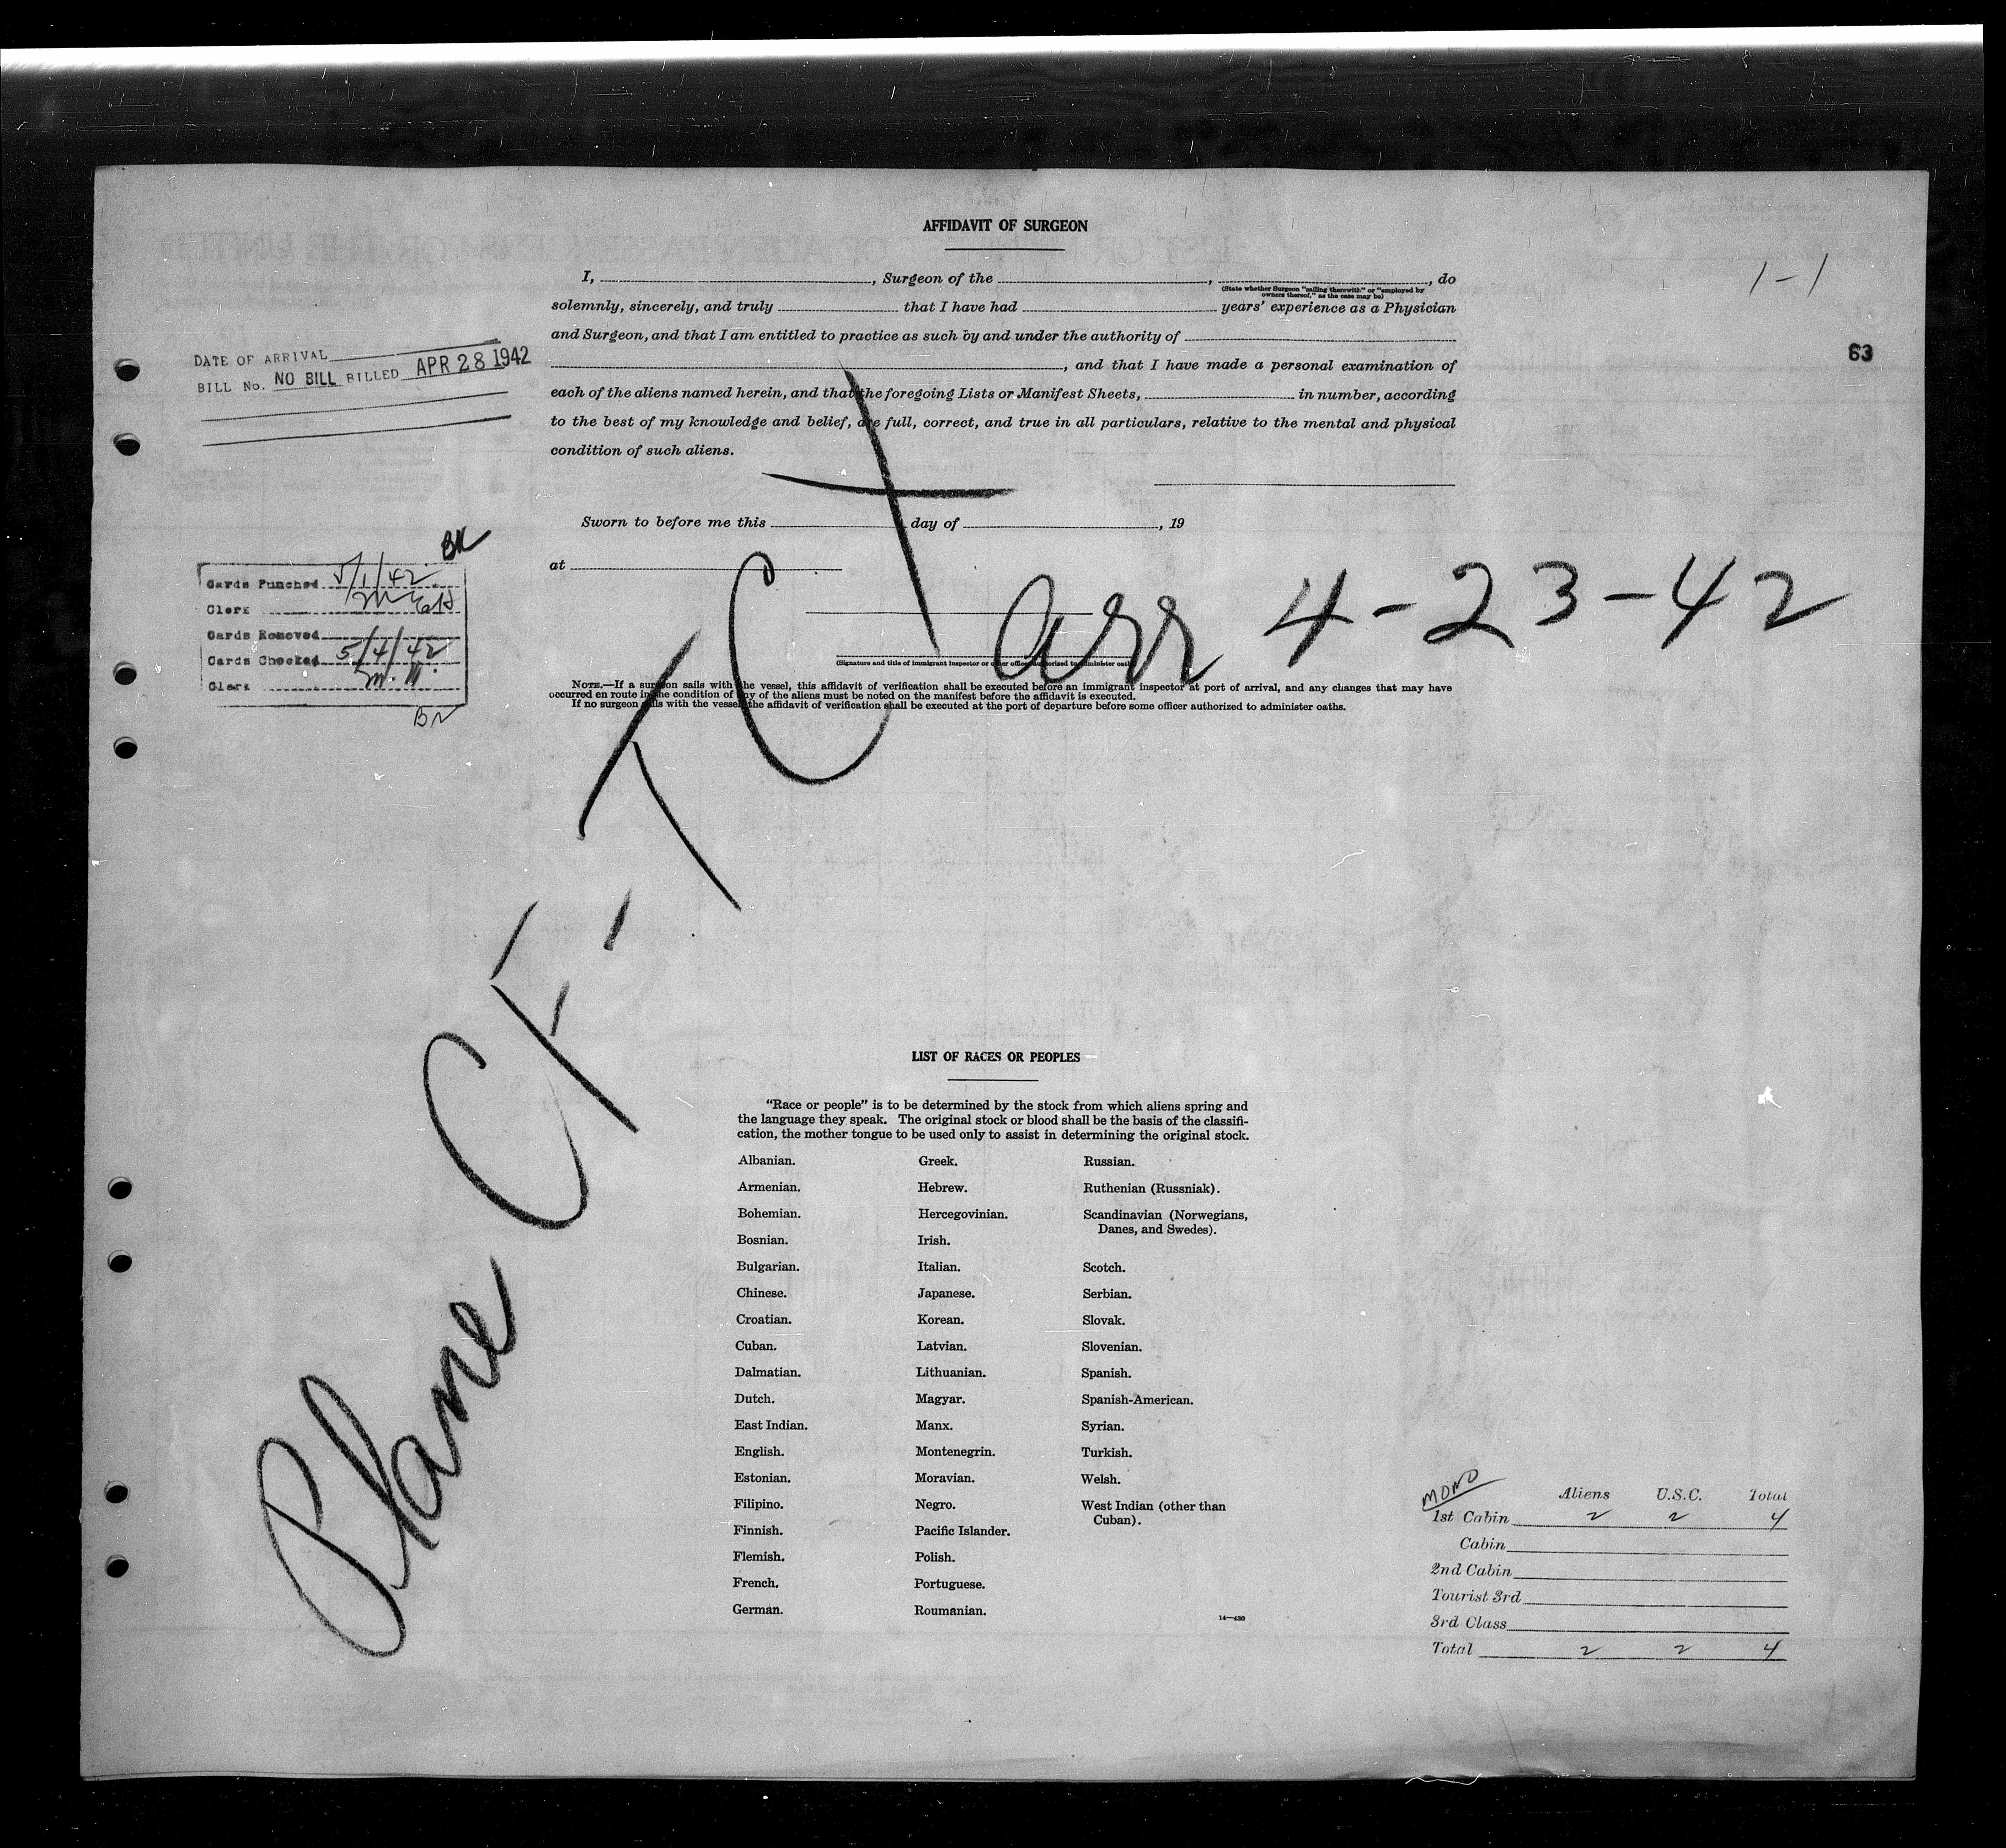 AFFIDAVIT OF SURGEON
I, , Surgeon of the , , do
(State whether Surgeon "sailing therewith" or "employed by
owners thereof," as the case may be)
solemnly, sincerely, and truly that I have had years' experience as a Physician
and Surgeon, and that I am entitled to practice as such by and under the authority of
, and that I have made a personal examination of
each of the aliens named herein, and that the foregoing Lists or Manifest Sheets, in number, according
to the best of my knowledge and belief, are full, correct, and true in all particulars, relative to the mental and physical
condition of such aliens.
Sworn to before me this day of , 19
at
(Signature and title of immigrant inspector or other officer authorized to administer oath)
NOTE.—If a surgeon sails with the vessel, this affidavit of verification shall be executed before an immigrant inspector at port of arrival, and any changes that may have
occurred en route in the condition of any of the aliens must be noted on the manifest before the affidavit is executed.
If no surgeon sails with the vessel, the affidavit of verification shall be executed at the port of departure before some officer authorized to administer oaths.
1-1
63
DATE OF ARRIVAL
BILL No. NO BILL BILLED APR 28 1942
BN
Cards Punched 5/1/42
Clerk
Cards Removed
Cards Checked 5/4/42
Clerk M.
BN
Plane CF-TCX
arr 4-23-42
LIST OF RACES OR PEOPLES
"Race or people" is to be determined by the stock from which aliens spring and
the language they speak. The original stock or blood shall be the basis of the classifi-
cation, the mother tongue to be used only to assist in determining the original stock.
Albanian.
Armenian.
Bohemian.
Bosnian.
Bulgarian.
Chinese.
Croatian.
Cuban.
Dalmatian.
Dutch.
East Indian.
English.
Estonian.
Filipino.
Finnish.
Flemish.
French.
German.
Greek.
Hebrew.
Hercegovinian.
Irish.
Italian.
Japanese.
Korean.
Latvian.
Lithuanian.
Magyar.
Manx.
Montenegrin.
Moravian.
Negro.
Pacific Islander.
Polish.
Portuguese.
Roumanian.
Russian.
Ruthenian (Russniak).
Scandinavian (Norwegians,
Danes, and Swedes).
Scotch.
Serbian.
Slovak.
Slovenian.
Spanish.
Spanish-American.
Syrian.
Turkish.
Welsh.
West Indian (other than
Cuban).
14—430
MOND
Aliens U.S.C. Total
1st Cabin 2 2 4
Cabin
2nd Cabin
Tourist 3rd
3rd Class
Total 2 2 4